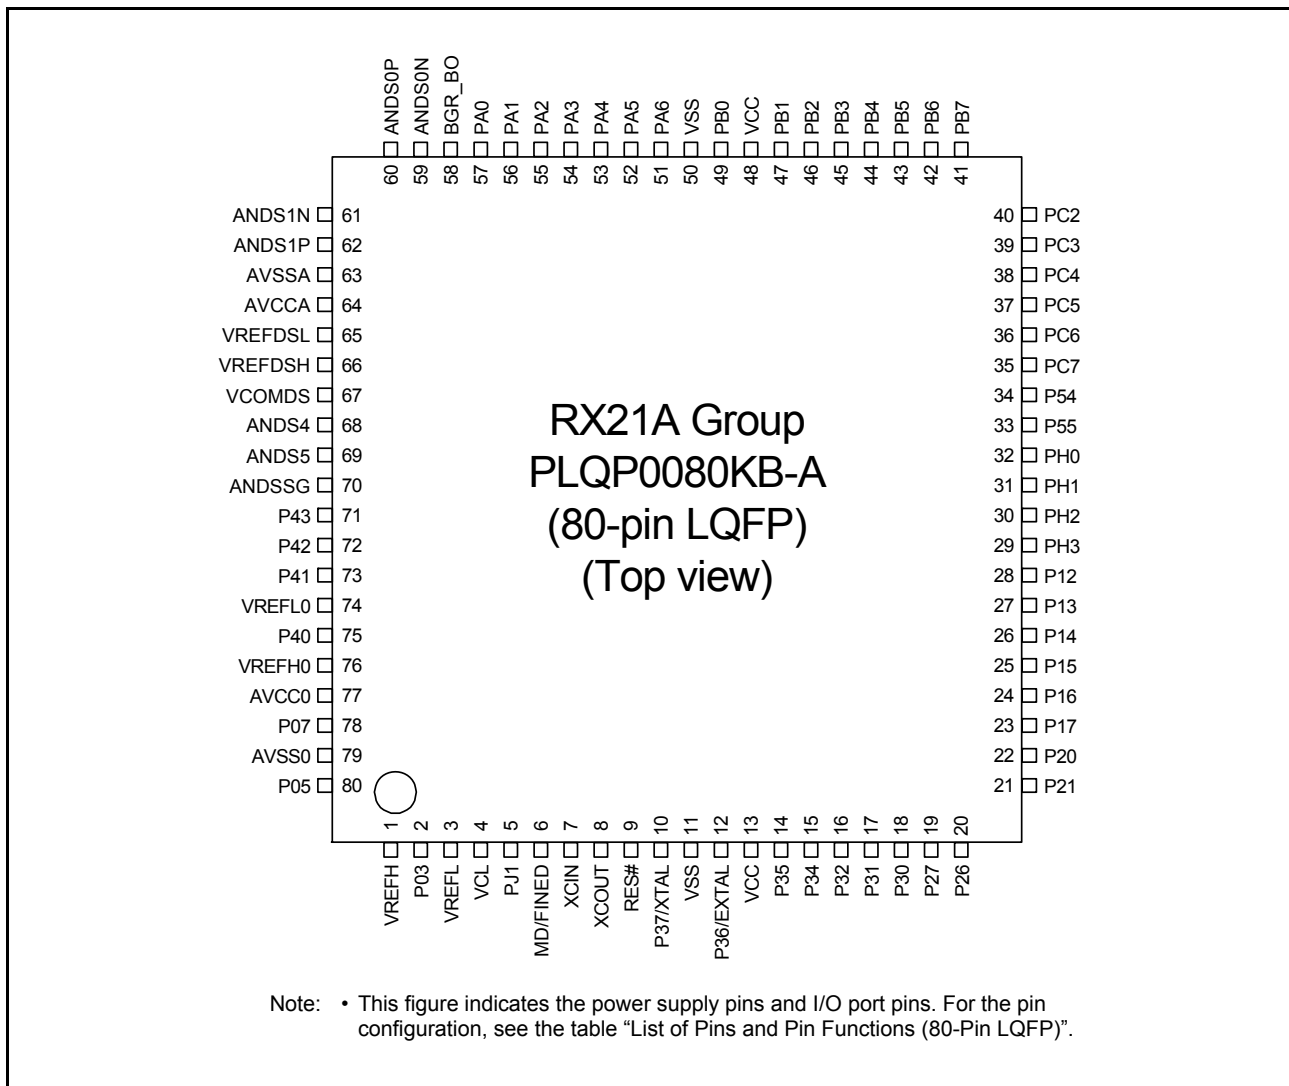 ANDS0P
ANDS0N
BGR_BO
PA0
PA1
PA2
PA3
PA4
PA5
PA6
VSS
PB0
VCC
PB1
PB2
PB3
PB4
PB5
PB6
PB7
60
59
58
57
56
55
54
53
52
51
50
49
48
47
46
45
44
43
42
41
ANDS1N 61
ANDS1P 62
AVSSA 63
AVCCA 64
VREFDSL 65
VREFDSH 66
VCOMDS 67
ANDS4 68
ANDS5 69
ANDSSG 70
P43 71
P42 72
P41 73
VREFL0 74
P40 75
VREFH0 76
AVCC0 77
P07 78
AVSS0 79
P05 80
RX21A Group
PLQP0080KB-A
(80-pin LQFP)
(Top view)
40 PC2
39 PC3
38 PC4
37 PC5
36 PC6
35 PC7
34 P54
33 P55
32 PH0
31 PH1
30 PH2
29 PH3
28 P12
27 P13
26 P14
25 P15
24 P16
23 P17
22 P20
21 P21
1
2
3
4
5
6
7
8
9
10
11
12
13
14
15
16
17
18
19
20
VREFH
P03
VREFL
VCL
PJ1
MD/FINED
XCIN
XCOUT
RES#
P37/XTAL
VSS
P36/EXTAL
VCC
P35
P34
P32
P31
P30
P27
P26
Note: • This figure indicates the power supply pins and I/O port pins. For the pin
configuration, see the table “List of Pins and Pin Functions (80-Pin LQFP)”.